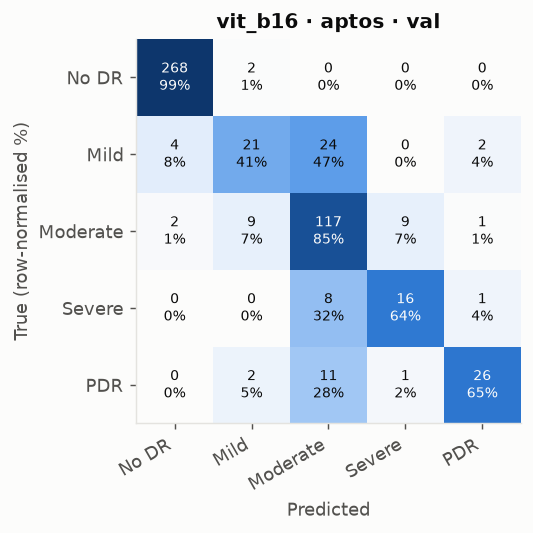 vit_b16 · aptos · val
True (row-normalised %)
No DR
268 2 0 0 0
99% 1% 0% 0% 0%
Mild
4 21 24 0 2
8% 41% 47% 0% 4%
Moderate
2 9 117 9 1
1% 7% 85% 7% 1%
Severe
0 0 8 16 1
0% 0% 32% 64% 4%
PDR
0 2 11 1 26
0% 5% 28% 2% 65%
No DR Mild Moderate Severe PDR
Predicted